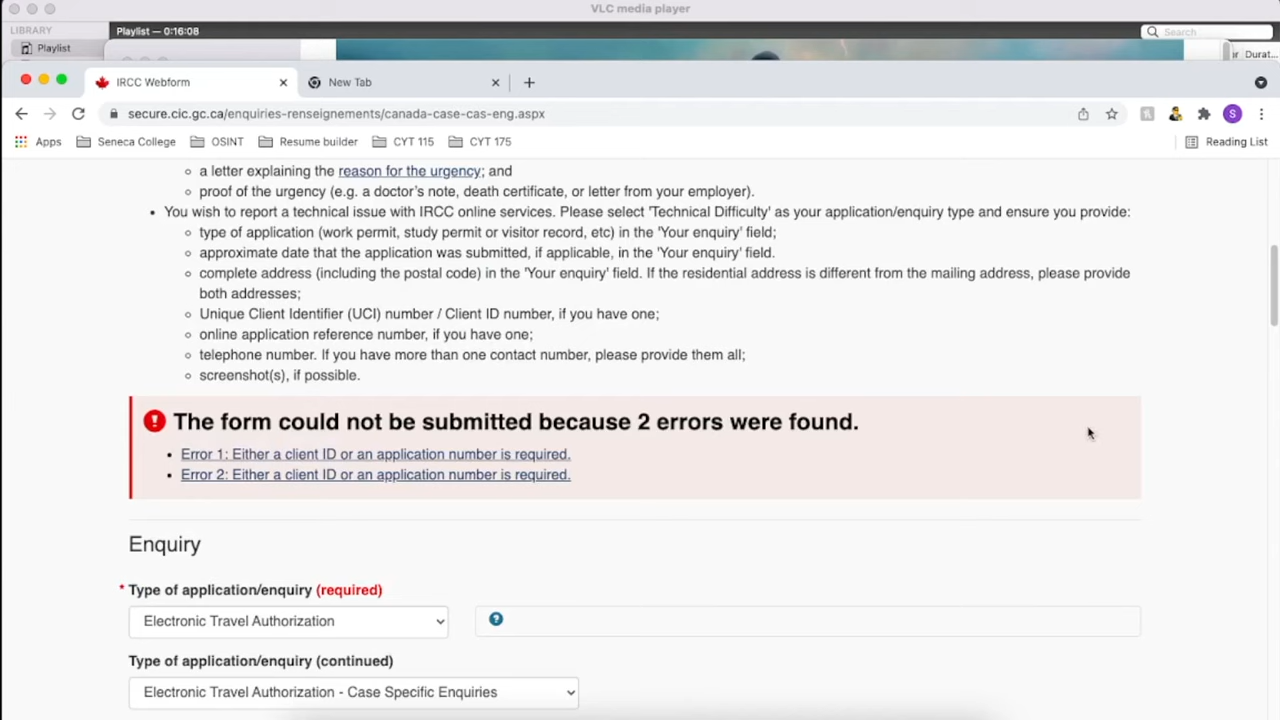 VLC media player
LIBRARY
Playlist — 0:16:08
Search
Playlist
Durat...
IRCC Webform
New Tab
secure.cic.gc.ca/enquiries-renseignements/canada-case-cas-eng.aspx
S
Apps
Seneca College
OSINT
Resume builder
CYT 115
CYT 175
Reading List
a letter explaining the reason for the urgency; and
proof of the urgency (e.g. a doctor's note, death certificate, or letter from your employer).
You wish to report a technical issue with IRCC online services. Please select 'Technical Difficulty' as your application/enquiry type and ensure you provide:
type of application (work permit, study permit or visitor record, etc) in the 'Your enquiry' field;
approximate date that the application was submitted, if applicable, in the 'Your enquiry' field.
complete address (including the postal code) in the 'Your enquiry' field. If the residential address is different from the mailing address, please provide
both addresses;
Unique Client Identifier (UCI) number / Client ID number, if you have one;
online application reference number, if you have one;
telephone number. If you have more than one contact number, please provide them all;
screenshot(s), if possible.
The form could not be submitted because 2 errors were found.
Error 1: Either a client ID or an application number is required.
Error 2: Either a client ID or an application number is required.
Enquiry
* Type of application/enquiry (required)
Electronic Travel Authorization
Type of application/enquiry (continued)
Electronic Travel Authorization - Case Specific Enquiries